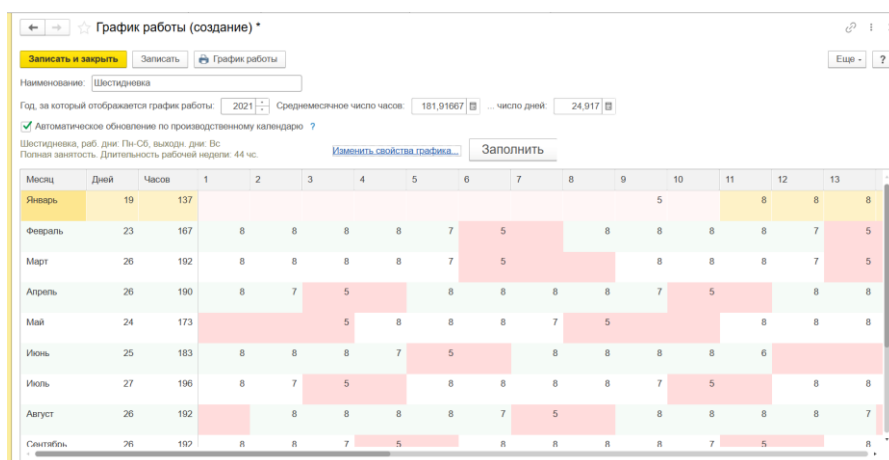 График работы (создание) *
Записать и закрыть Записать График работы Еще - ?
Наименование: Шестидневка
Год, за который отображается график работы: 2021 Среднемесячное число часов: 181,91667 ... число дней: 24,917
Автоматическое обновление по производственному календарю ?
Шестидневка, раб. дни: Пн-Сб, выходн. дни: Вс
Полная занятость. Длительность рабочей недели: 44 чс.
Изменить свойства графика... Заполнить
Месяц Дней Часов 1 2 3 4 5 6 7 8 9 10 11 12 13
Январь 19 137 5 8 8 8
Февраль 23 167 8 8 8 8 7 5 8 8 8 8 7 5
Март 26 192 8 8 8 8 7 5 8 8 8 7 5
Апрель 26 190 8 7 5 8 8 8 8 7 5 8 8
Май 24 173 5 8 8 8 7 5 8 8 8
Июнь 25 183 8 8 8 7 5 8 8 8 8 6
Июль 27 196 8 7 5 8 8 8 8 7 5 8 8
Август 26 192 8 8 8 8 7 5 8 8 8 8 7
Сентябрь 26 192 8 8 7 5 8 8 8 8 7 5 8